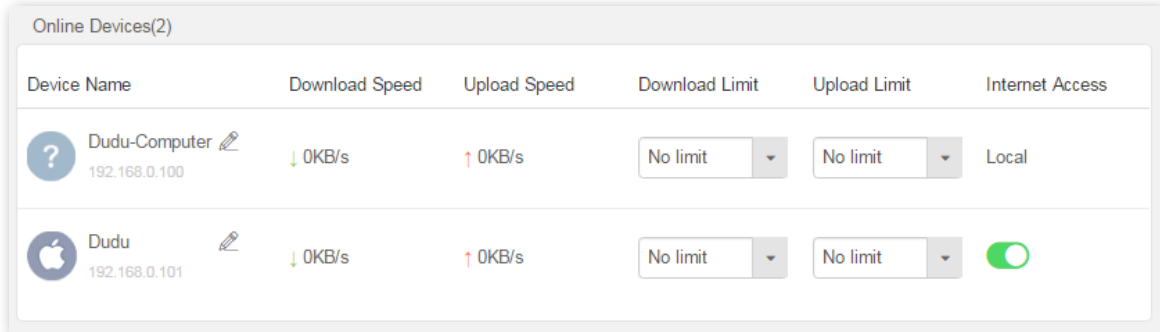 Online Devices(2)
Device Name Download Speed Upload Speed Download Limit Upload Limit Internet Access
? Dudu-Computer ↓ 0KB/s ↑ 0KB/s No limit No limit Local
192.168.0.100
Dudu ↓ 0KB/s ↑ 0KB/s No limit No limit
192.168.0.101